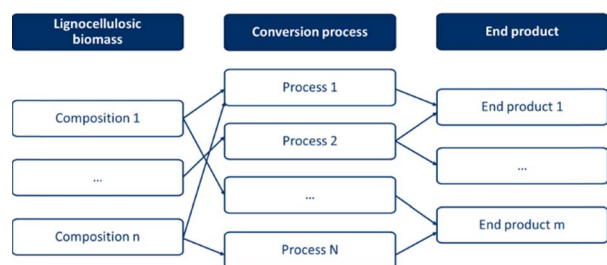 Lignocellulosic
biomass
Conversion process
End product
Composition 1
...
Composition n
Process 1
Process 2
...
Process N
End product 1
...
End product m